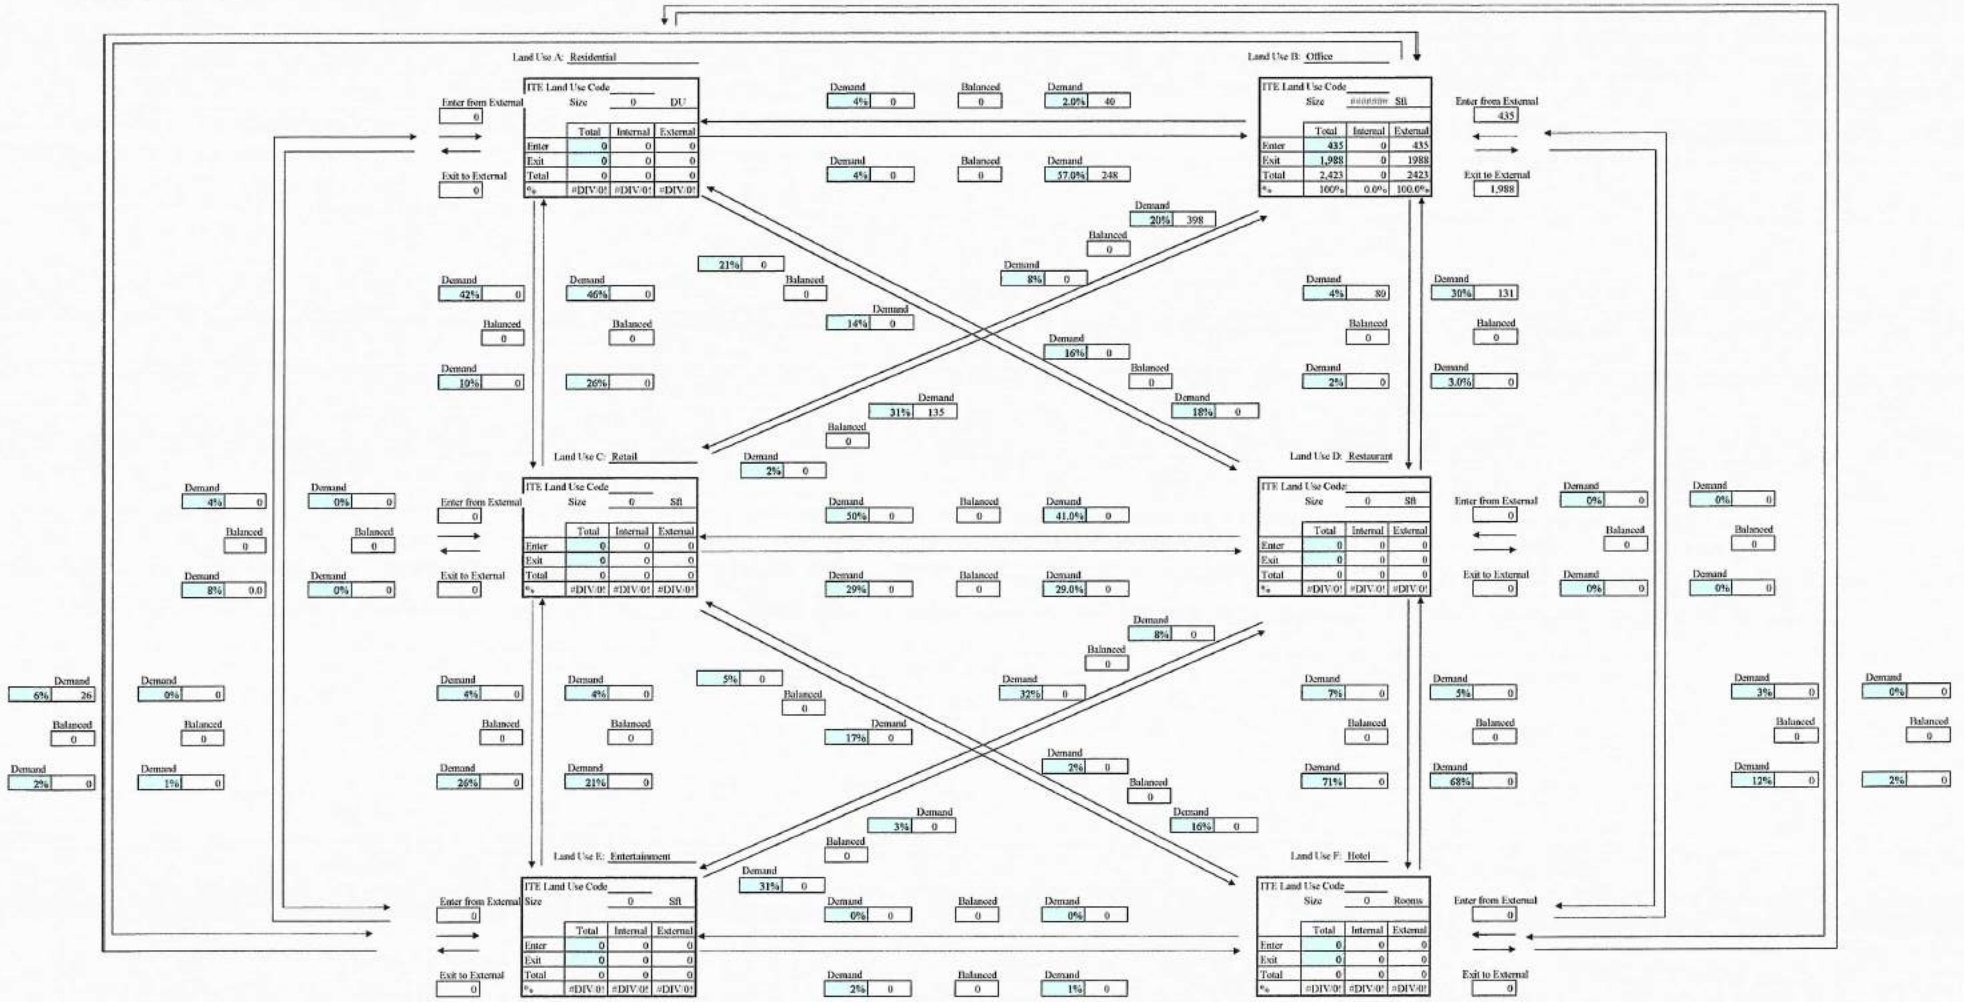 Land Use A: Residential
Land Use B: Office
ITE Land Use Code
Size 0 DU
Total Internal External
Enter 0 0 0
Exit 0 0 0
Total 0 0 0
% #DIV/0! #DIV/0! #DIV/0!
Enter from External
0
Exit to External
0
Demand Balanced Demand
4% 0 0 2.0% 40
Demand Balanced Demand
4% 0 0 57.0% 248
ITE Land Use Code
Size ####### Sft
Total Internal External
Enter 435 0 435
Exit 1,988 0 1988
Total 2,423 0 2423
% 100% 0.0% 100.0%
Enter from External
435
Exit to External
1,988
Demand
20% 398
Balanced
0
Demand
8% 0
Demand Demand
42% 0 46% 0
Balanced Balanced
0 0
Demand
10% 0 26% 0
21% 0
Balanced
0
Demand
14% 0
Demand
16% 0
Balanced
0
Demand
18% 0
Demand Demand
4% 80 30% 131
Balanced Balanced
0 0
Demand Demand
2% 0 3.0% 0
Demand
31% 135
Balanced
0
Demand
2% 0
Land Use C: Retail
Land Use D: Restaurant
Demand Demand
4% 0 0% 0
Balanced Balanced
0 0
Demand Demand
8% 0.0 0% 0
Enter from External
0
Exit to External
0
ITE Land Use Code
Size 0 Sft
Total Internal External
Enter 0 0 0
Exit 0 0 0
Total 0 0 0
% #DIV/0! #DIV/0! #DIV/0!
Demand Balanced Demand
50% 0 0 41.0% 0
Demand Balanced Demand
29% 0 0 29.0% 0
ITE Land Use Code:
Size 0 Sft
Total Internal External
Enter 0 0 0
Exit 0 0 0
Total 0 0 0
% #DIV/0! #DIV/0! #DIV/0!
Enter from External
0
Exit to External
0
Demand Demand
0% 0 0% 0
Balanced Balanced
0 0
Demand Demand
0% 0 0% 0
Demand
8% 0
Balanced
0
Demand
32% 0
Demand Demand
6% 26 0% 0
Balanced Balanced
0 0
Demand Demand
2% 0 1% 0
Demand Demand
4% 0 4% 0
Balanced Balanced
0 0
Demand Demand
26% 0 21% 0
5% 0
Balanced
0
Demand
17% 0
Demand
2% 0
Balanced
0
Demand
16% 0
Demand Demand
7% 0 5% 0
Balanced Balanced
0 0
Demand Demand
71% 0 68% 0
Demand Demand
3% 0 0% 0
Balanced Balanced
0 0
Demand
12% 0 2% 0
Demand
3% 0
Balanced
0
Demand
31% 0
Land Use E: Entertainment
Land Use F: Hotel
Enter from External
0
Exit to External
0
ITE Land Use Code
Size 0 Sft
Total Internal External
Enter 0 0 0
Exit 0 0 0
Total 0 0 0
% #DIV/0! #DIV/0! #DIV/0!
Demand Balanced Demand
0% 0 0 0% 0
Demand Balanced Demand
2% 0 0 1% 0
ITE Land Use Code
Size 0 Rooms
Total Internal External
Enter 0 0 0
Exit 0 0 0
Total 0 0 0
% #DIV/0! #DIV/0! #DIV/0!
Enter from External
0
Exit to External
0